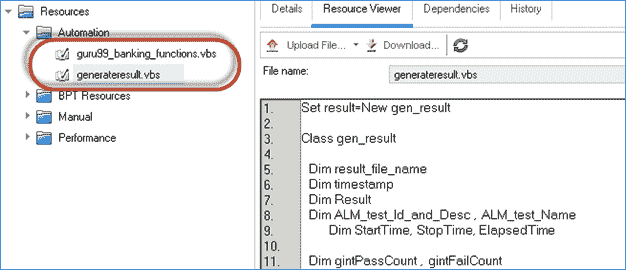 Resources
Automation
guru99_banking_functions.vbs
generateresult.vbs
BPT Resources
Manual
Performance
Details Resource Viewer Dependencies History
Upload File... Download...
File name: generateresult.vbs
1. Set result=New gen_result
2.
3. Class gen_result
4.
5. Dim result_file_name
6. Dim timestamp
7. Dim Result
8. Dim ALM_test_Id_and_Desc , ALM_test_Name
9. Dim StartTime, StopTime, ElapsedTime
10.
11. Dim gintPassCount , gintFailCount